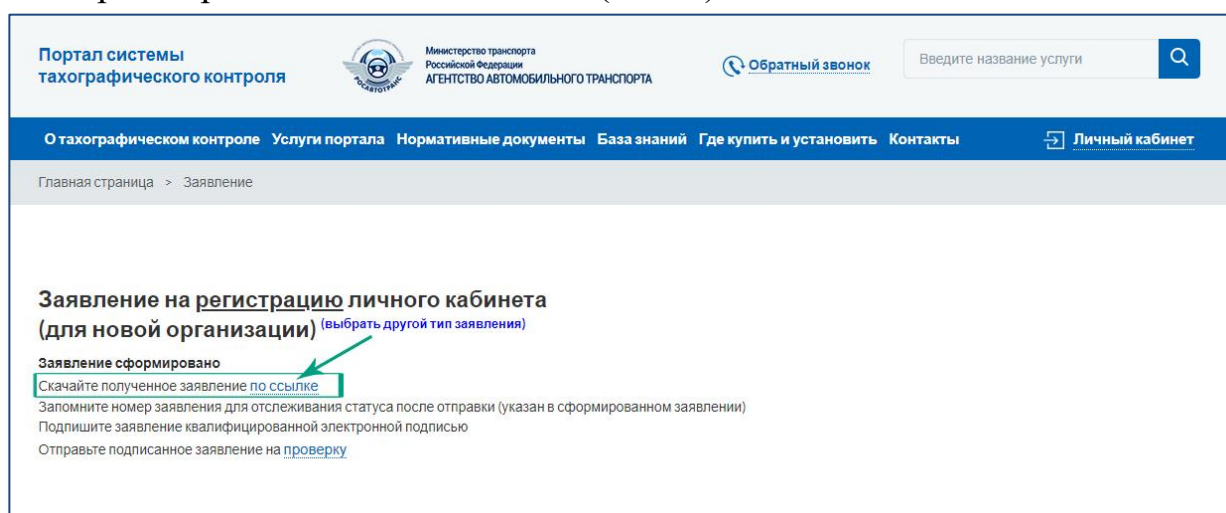 Портал системы
тахографического контроля
РОСАВТОТРАНС
Министерство транспорта
Российской Федерации
АГЕНТСТВО АВТОМОБИЛЬНОГО ТРАНСПОРТА
Обратный звонок
Введите название услуги
О тахографическом контроле Услуги портала Нормативные документы База знаний Где купить и установить Контакты Личный кабинет
Главная страница > Заявление
Заявление на регистрацию личного кабинета
(для новой организации) (выбрать другой тип заявления)
Заявление сформировано
Скачайте полученное заявление по ссылке
Запомните номер заявления для отслеживания статуса после отправки (указан в сформированном заявлении)
Подпишите заявление квалифицированной электронной подписью
Отправьте подписанное заявление на проверку